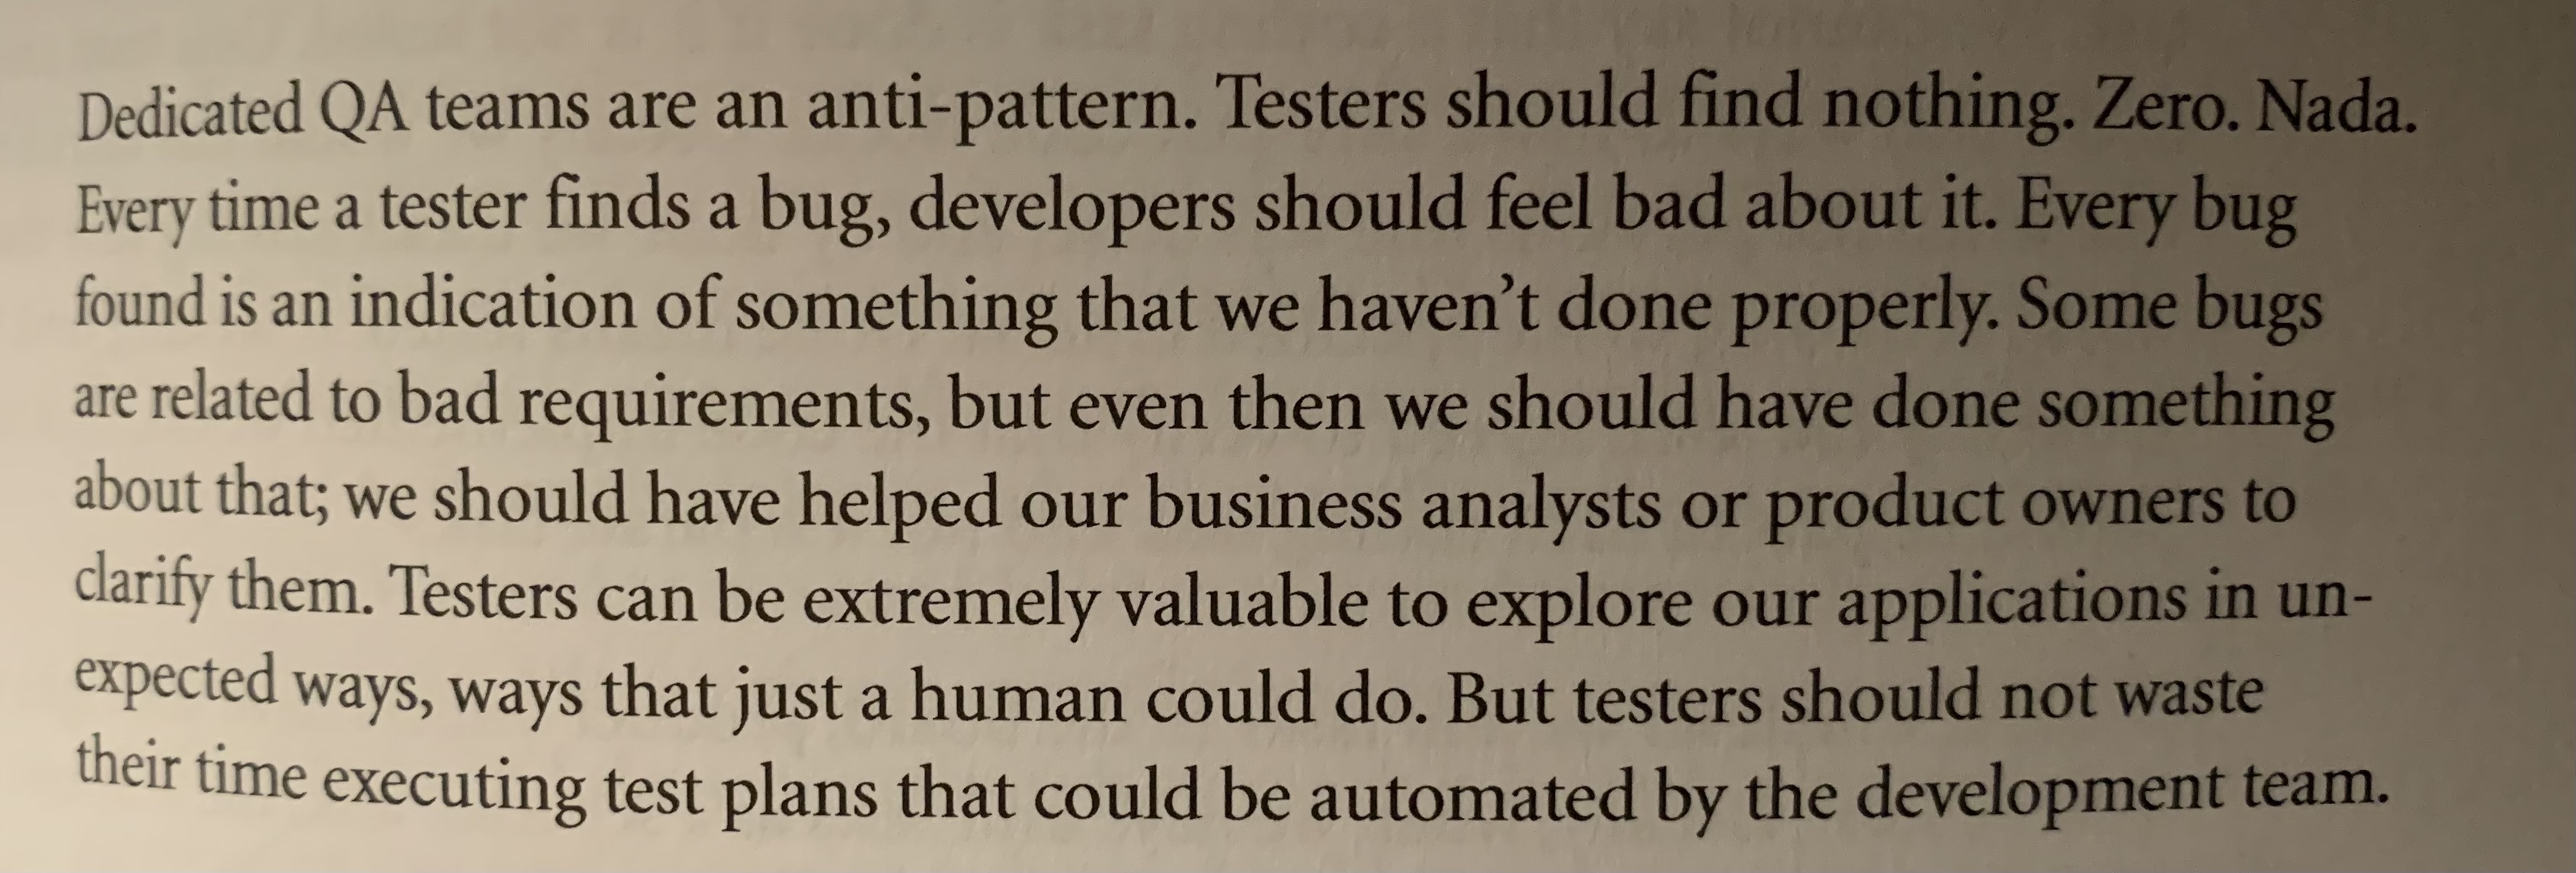 Dedicated QA teams are an anti-pattern. Testers should find nothing. Zero. Nada.
Every time a tester finds a bug, developers should feel bad about it. Every bug
found is an indication of something that we haven’t done properly. Some bugs
are related to bad requirements, but even then we should have done something
about that; we should have helped our business analysts or product owners to
clarify them. Testers can be extremely valuable to explore our applications in un-
expected ways, ways that just a human could do. But testers should not waste
their time executing test plans that could be automated by the development team.